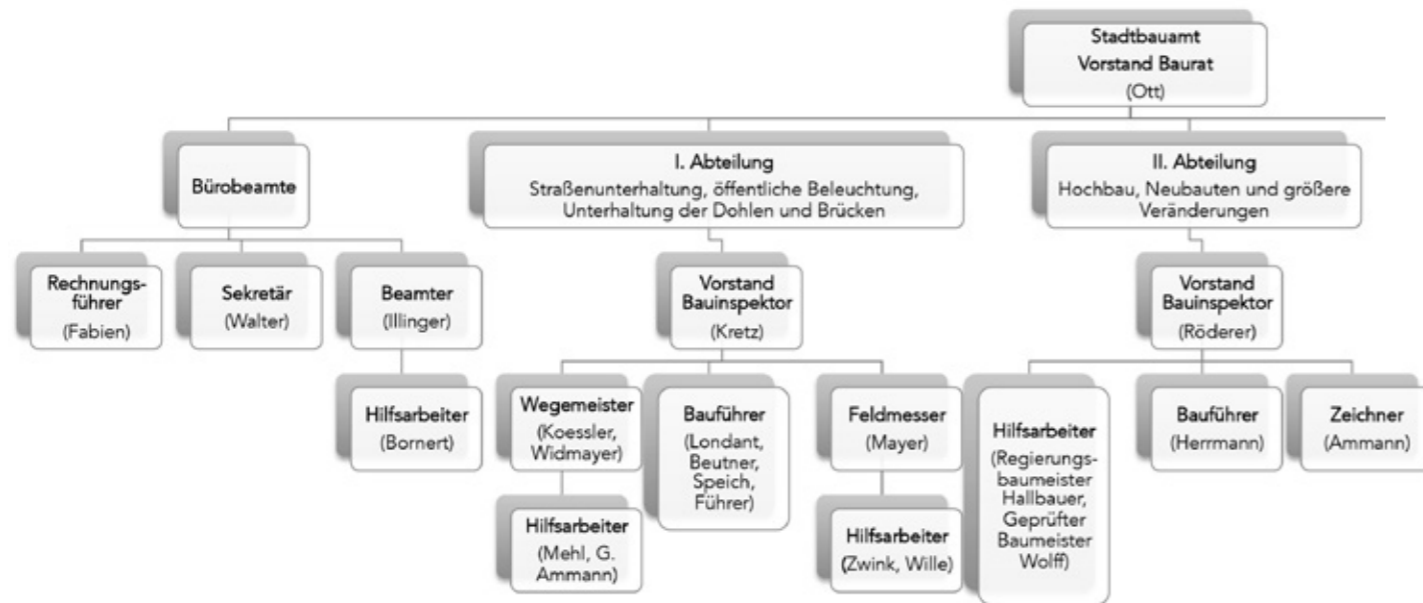 Stadtbauamt
Vorstand Baurat
(Ott)
Bürobeamte
I. Abteilung
Straßenunterhaltung, öffentliche Beleuchtung,
Unterhaltung der Dohlen und Brücken
II. Abteilung
Hochbau, Neubauten und größere
Veränderungen
Rechnungs-
führer
(Fabien)
Sekretär
(Walter)
Beamter
(Illinger)
Vorstand
Bauinspektor
(Kretz)
Vorstand
Bauinspektor
(Röderer)
Hilfsarbeiter
(Bornert)
Wegemeister
(Koessler,
Widmayer)
Bauführer
(Londant,
Beutner,
Speich,
Führer)
Feldmesser
(Mayer)
Hilfsarbeiter
(Regierungs-
baumeister
Hallbauer,
Geprüfter
Baumeister
Wolff)
Bauführer
(Herrmann)
Zeichner
(Ammann)
Hilfsarbeiter
(Mehl, G.
Ammann)
Hilfsarbeiter
(Zwink, Wille)